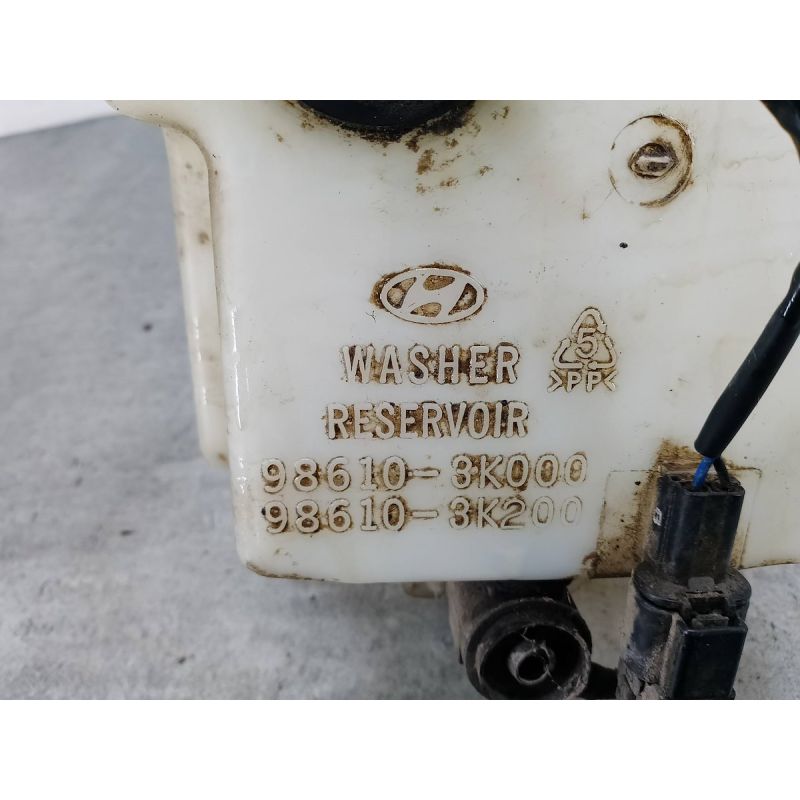 WASHER
RESERVOIR
5
>PP<
98610-3K000
98610-3K200